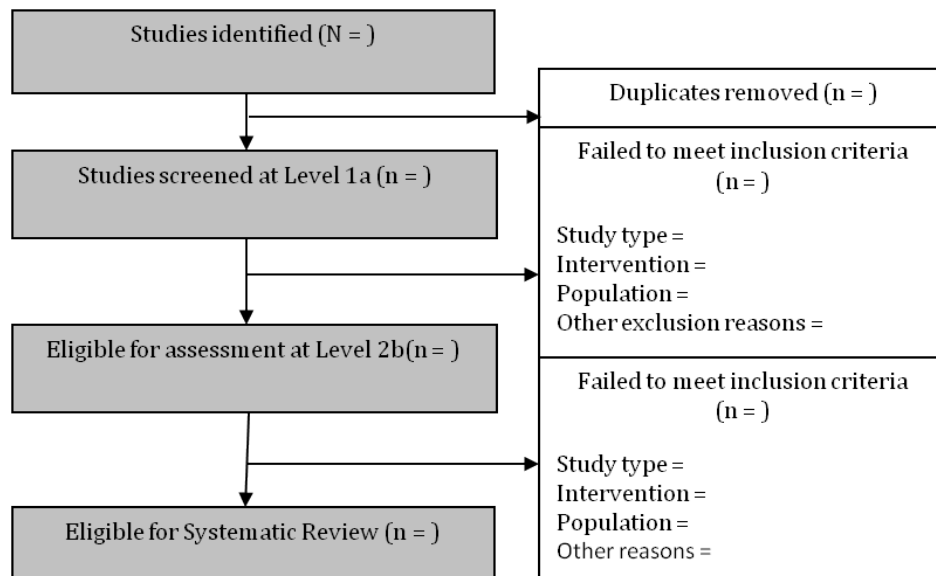 Studies identified (N = )
Duplicates removed (n = )
Studies screened at Level 1a (n = )
Failed to meet inclusion criteria
(n = )
Study type =
Intervention =
Population =
Other exclusion reasons =
Eligible for assessment at Level 2b(n = )
Failed to meet inclusion criteria
(n = )
Study type =
Intervention =
Population =
Other reasons =
Eligible for Systematic Review (n = )